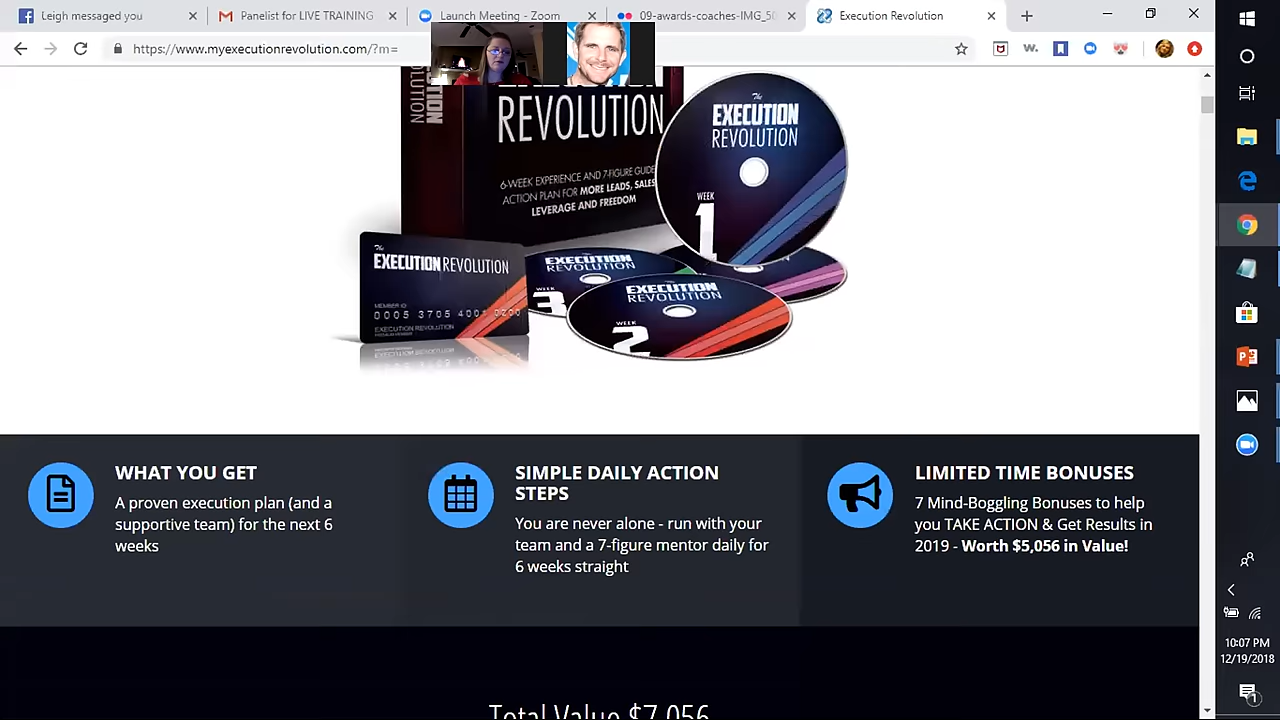 Leigh messaged you
Panelist for LIVE TRAINING
Launch Meeting - Zoom
09-awards-coaches-IMG_50
Execution Revolution
https://www.myexecutionrevolution.com/?m=
REVOLUTION
6-WEEK EXPERIENCE AND 7-FIGURE GUIDE
ACTION PLAN FOR MORE LEADS, SALES
LEVERAGE AND FREEDOM
The
EXECUTION
REVOLUTION
WEEK
1
The
EXECUTION REVOLUTION
MEMBER ID
0005 3705 4001 0200
EXECUTION REVOLUTION
PREMIUM MEMBER
EXECUTION
REVOLUTION
WEEK
3
EXECUTION
REVOLUTION
WEEK
2
WHAT YOU GET
A proven execution plan (and a
supportive team) for the next 6
weeks
SIMPLE DAILY ACTION
STEPS
You are never alone - run with your
team and a 7-figure mentor daily for
6 weeks straight
LIMITED TIME BONUSES
7 Mind-Boggling Bonuses to help
you TAKE ACTION & Get Results in
2019 - Worth $5,056 in Value!
Total Value $7,056
10:07 PM
12/19/2018
1